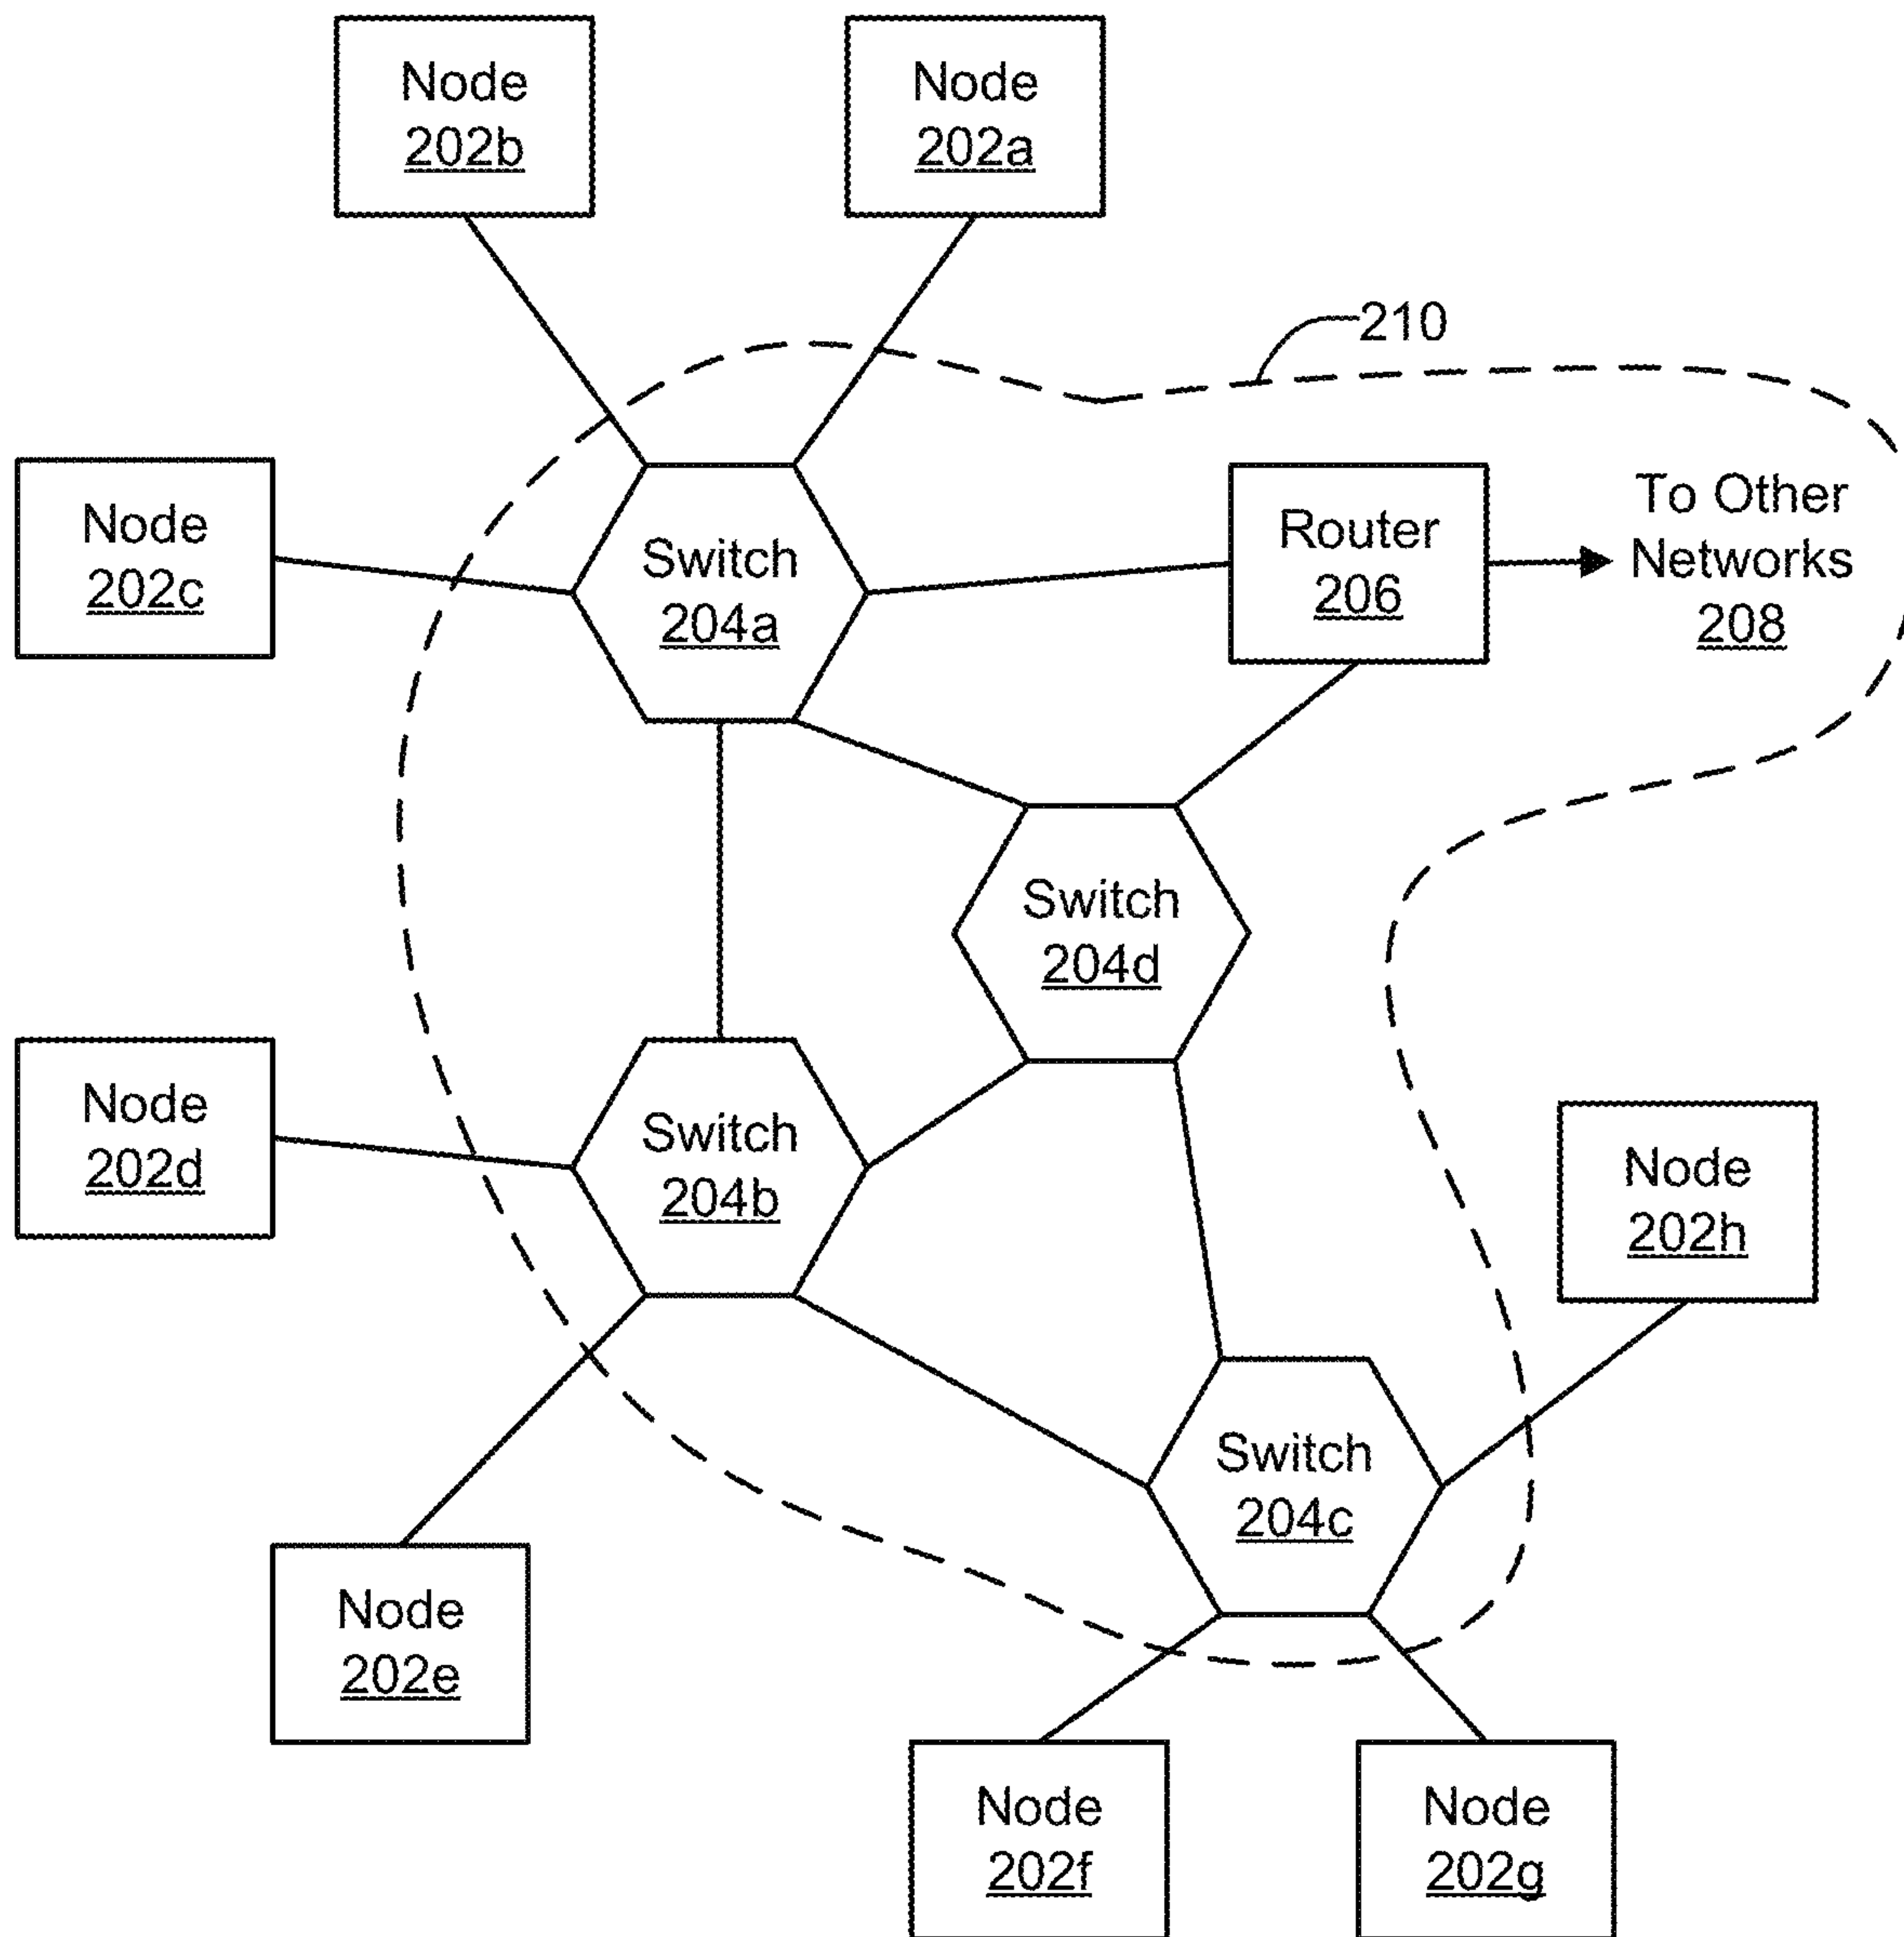 Node
202b
Node
202a
210
Node
202c
Switch
204a
Router
206
To Other
Networks
208
Switch
204d
Node
202d
Switch
204b
Node
202h
Switch
204c
Node
202e
Node
202f
Node
202g